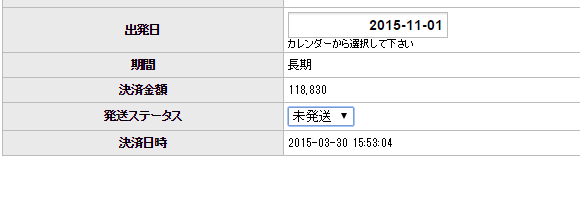 出発日 2015-11-01
カレンダーから選択して下さい
期間 長期
決済金額 118,830
発送ステータス 未発送 ▼
決済日時 2015-03-30 15:53:04